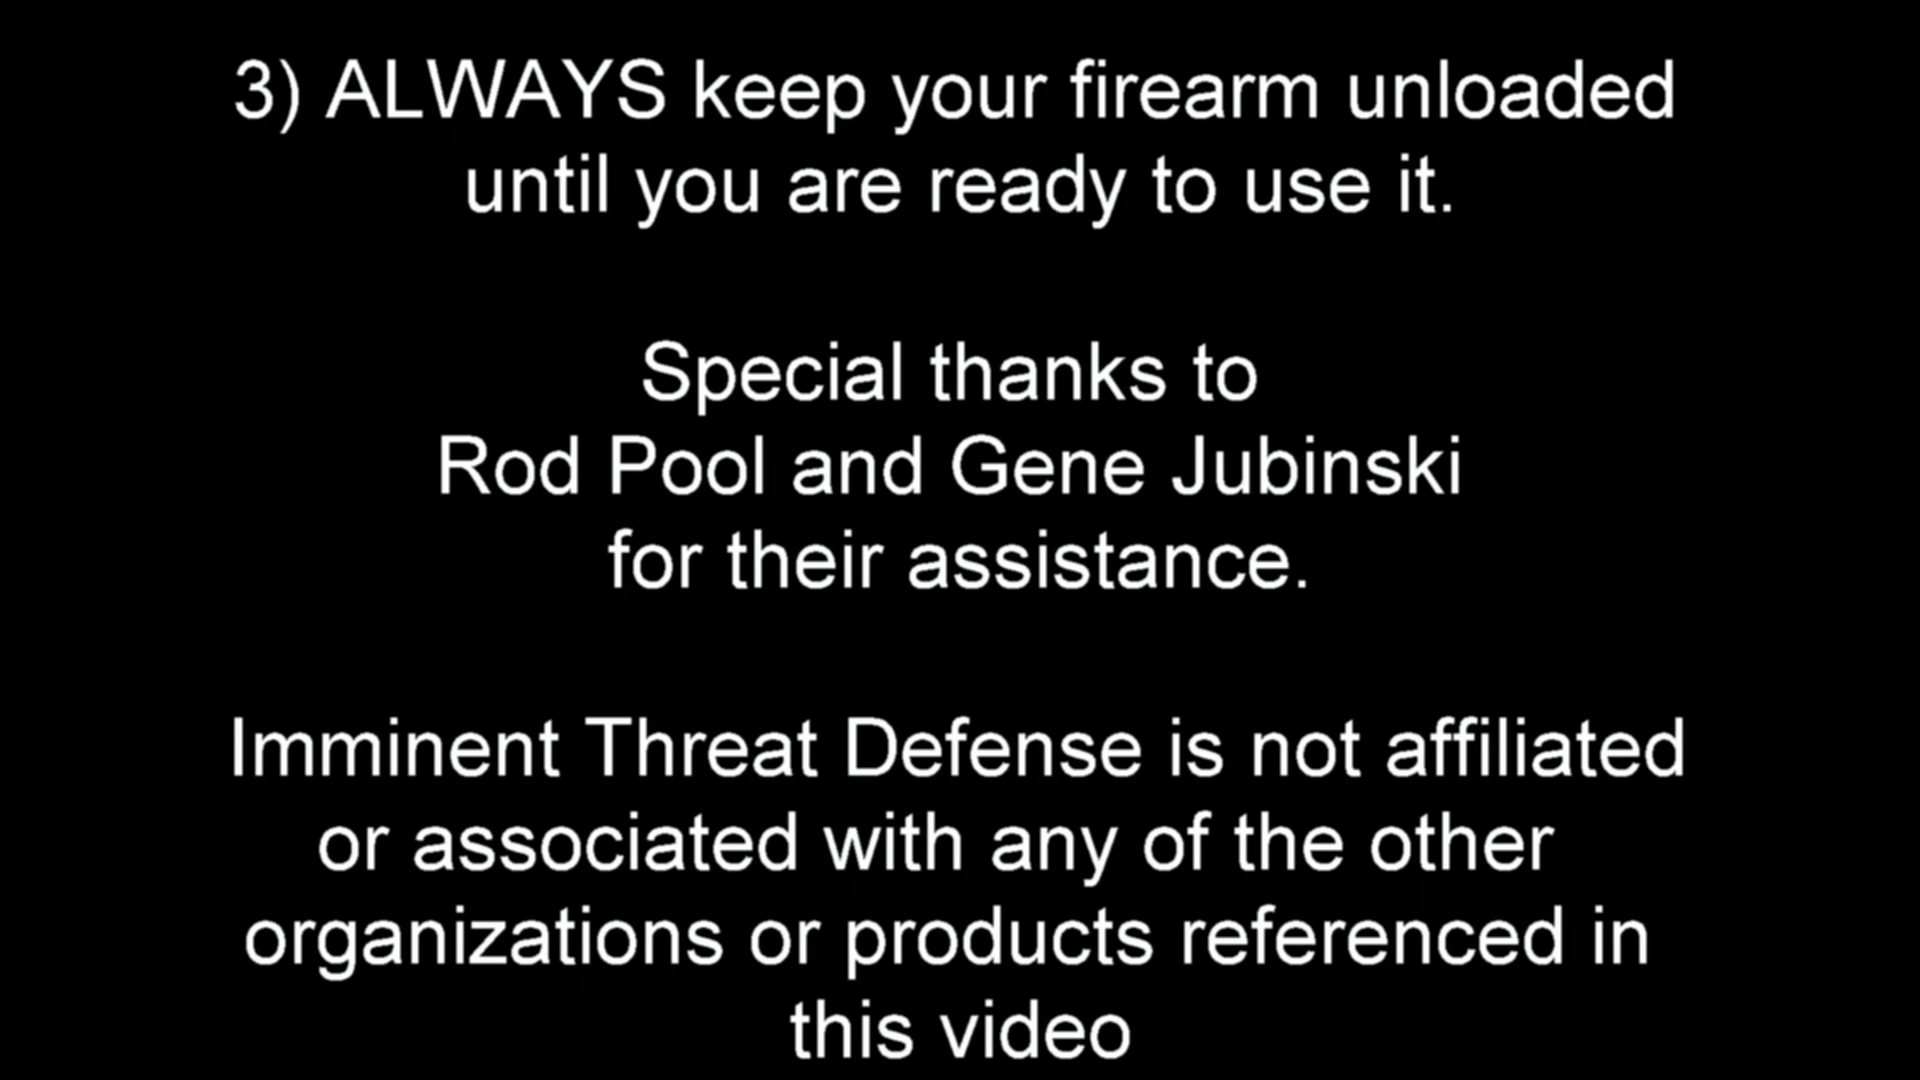 3) ALWAYS keep your firearm unloaded
until you are ready to use it.
Special thanks to
Rod Pool and Gene Jubinski
for their assistance.
Imminent Threat Defense is not affiliated
or associated with any of the other
organizations or products referenced in
this video